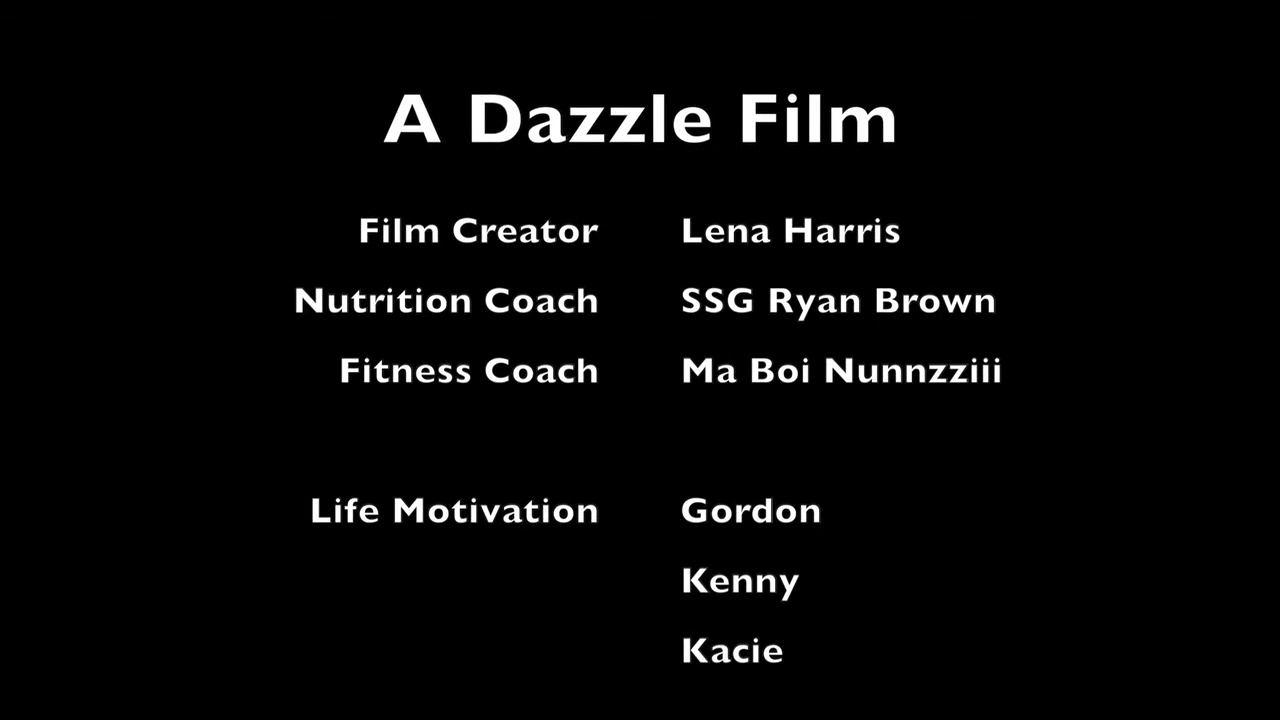 A Dazzle Film
Film Creator Lena Harris
Nutrition Coach SSG Ryan Brown
Fitness Coach Ma Boi Nunnzziii
Life Motivation Gordon
Kenny
Kacie